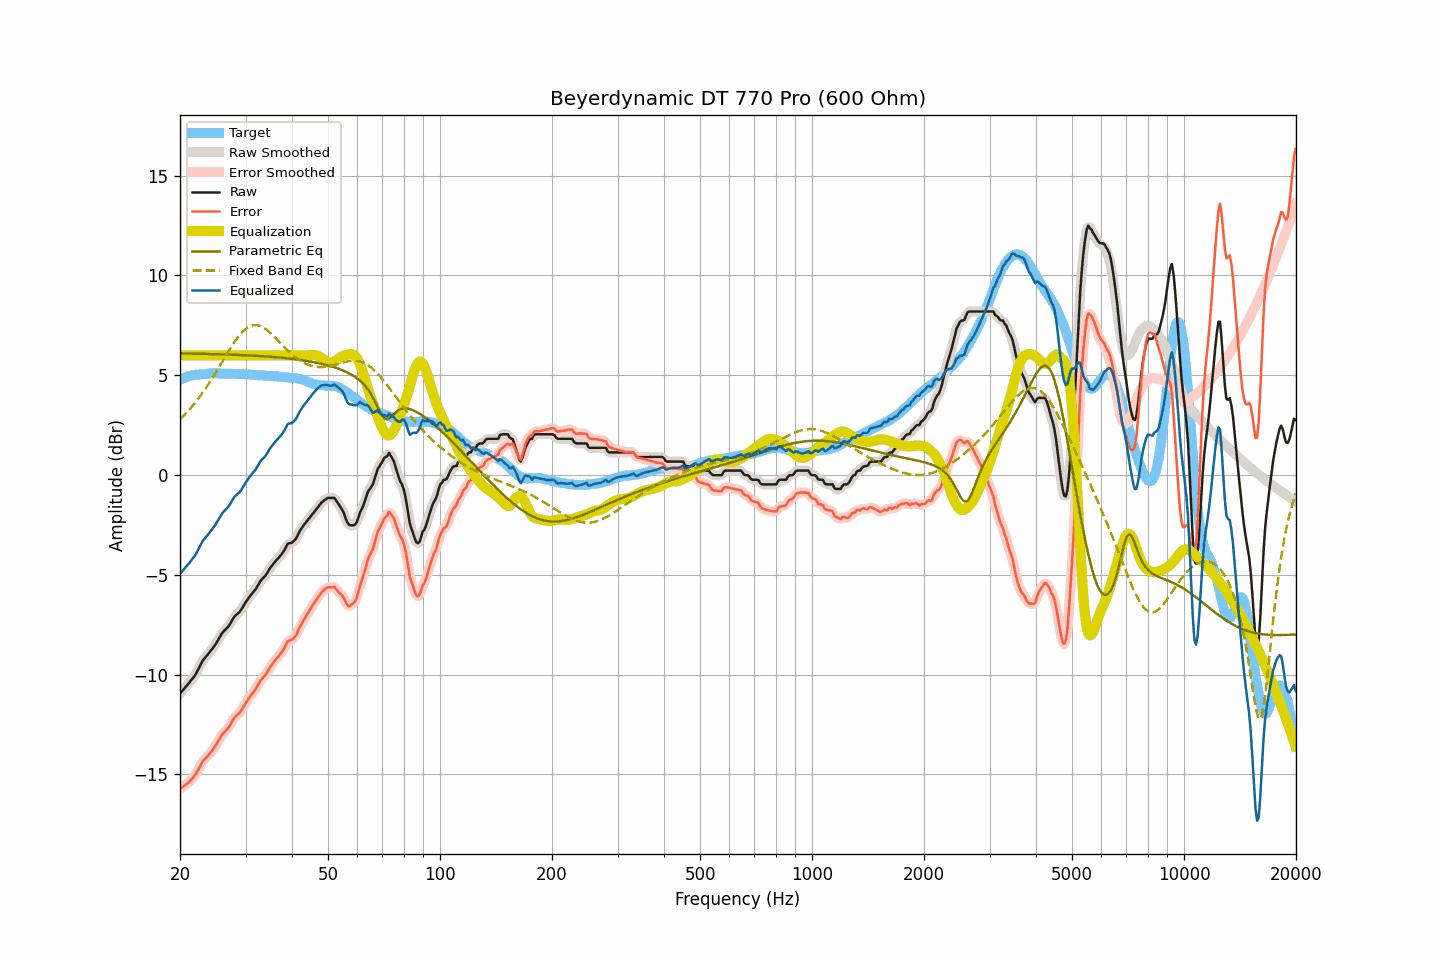 Beyerdynamic DT 770 Pro (600 Ohm)
Target
Raw Smoothed
Error Smoothed
Raw
Error
Equalization
Parametric Eq
Fixed Band Eq
Equalized
Amplitude (dBr)
15
10
5
0
−5
−10
−15
20 50 100 200 500 1000 2000 5000 10000 20000
Frequency (Hz)